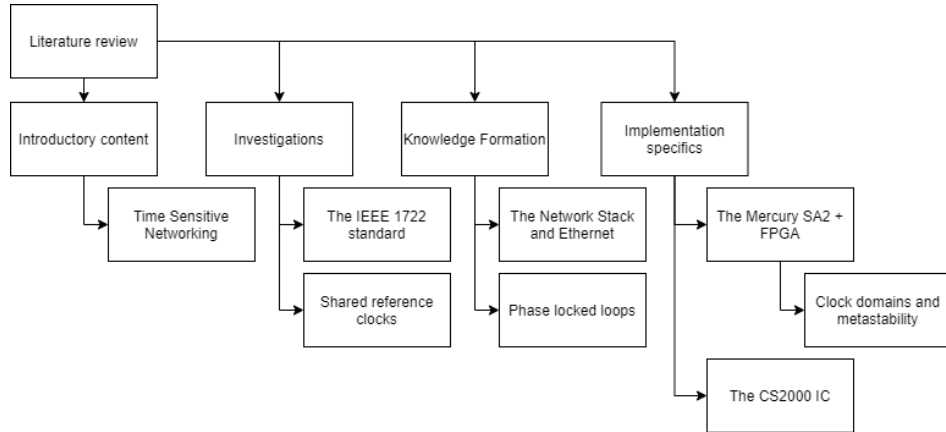 Literature review
Introductory content
Investigations
Knowledge Formation
Implementation
specifics
Time Sensitive
Networking
The IEEE 1722
standard
The Network Stack
and Ethernet
The Mercury SA2 +
FPGA
Shared reference
clocks
Phase locked loops
Clock domains and
metastability
The CS2000 IC